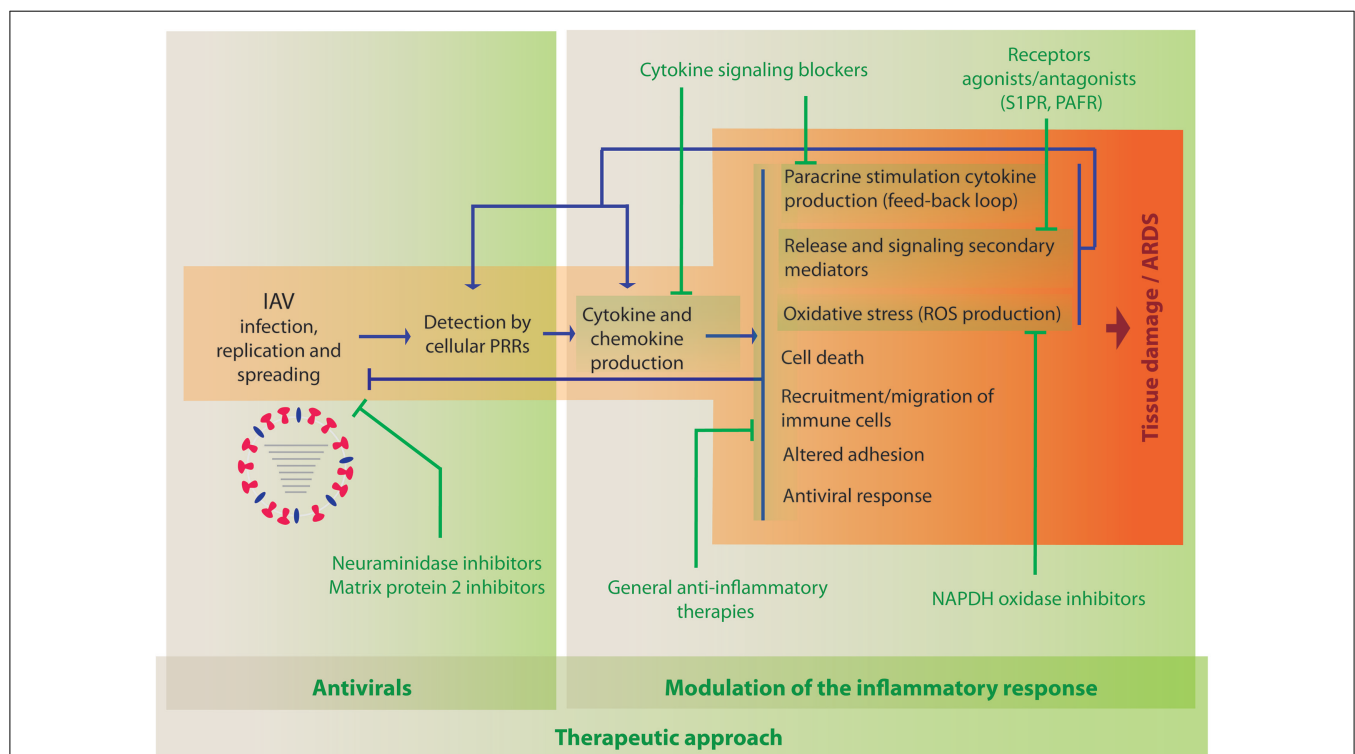 Cytokine signaling blockers
Receptors
agonists/antagonists
(S1PR, PAFR)
Paracrine stimulation cytokine
production (feed-back loop)
Release and signaling secondary
mediators
Oxidative stress (ROS production)
Cell death
Recruitment/migration of
immune cells
Altered adhesion
Antiviral response
IAV
infection,
replication and
spreading
Detection by
cellular PRRs
Cytokine and
chemokine
production
Tissue damage / ARDS
Neuraminidase inhibitors
Matrix protein 2 inhibitors
General anti-inflammatory
therapies
NAPDH oxidase inhibitors
Antivirals
Modulation of the inflammatory response
Therapeutic approach